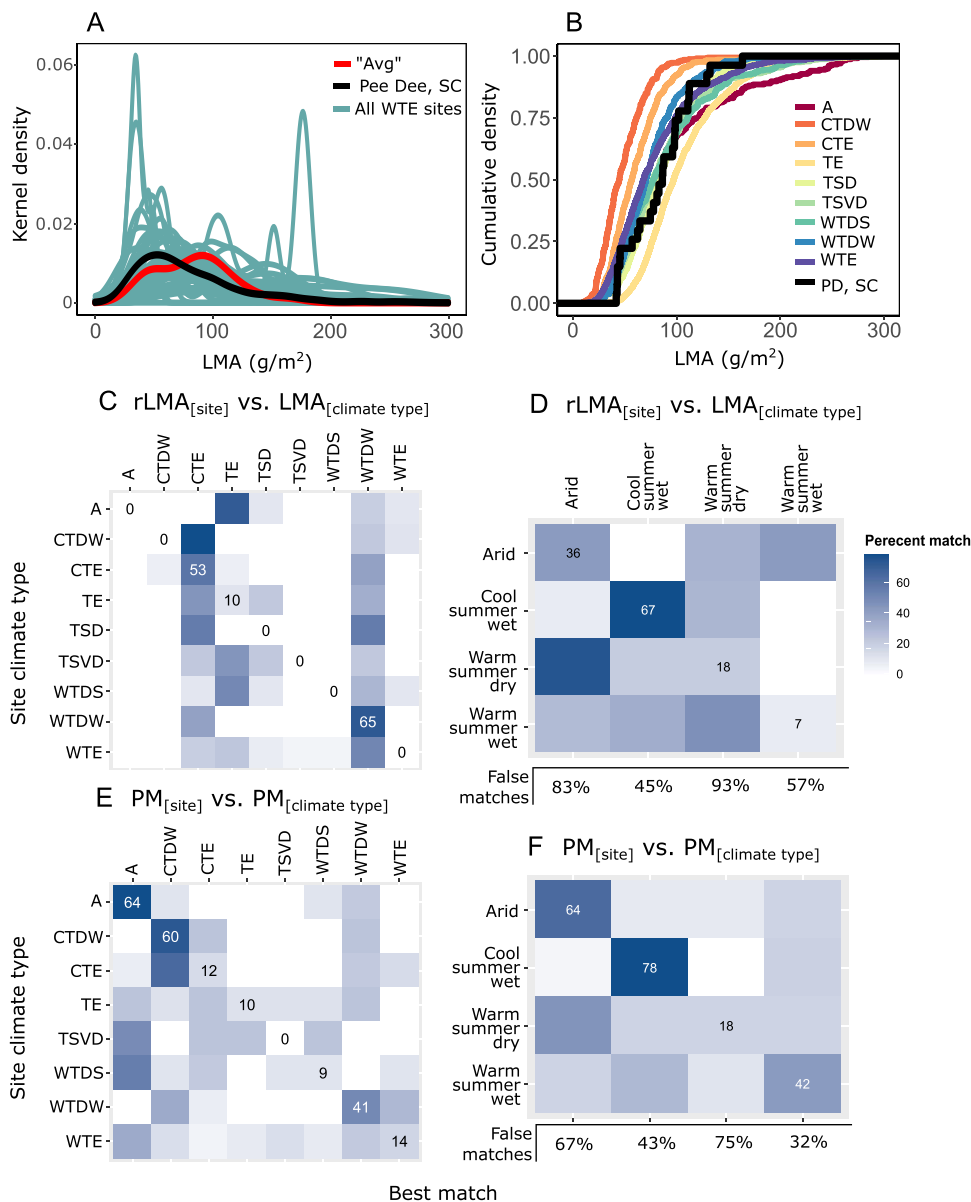 A
Kernel density
0.06
0.04
0.02
0
"Avg"
Pee Dee, SC
All WTE sites
0 100 200 300
LMA (g/m²)
B
Cumulative density
1.00
0.75
0.50
0.25
0.00
A
CTDW
CTE
TE
TSD
TSVD
WTDS
WTDW
WTE
PD, SC
0 100 200 300
LMA (g/m²)
C rLMA[site] vs. LMA[climate type]
A CTDW CTE TE TSD TSVD WTDS WTDW WTE
Site climate type
A 0
CTDW 0
CTE 53
TE 10
TSD 0
TSVD 0
WTDS 0
WTDW 65
WTE 0
D rLMA[site] vs. LMA[climate type]
Arid
Cool
summer
wet
Warm
summer
dry
Warm
summer
wet
Arid 36
Cool
summer 67
wet
Warm
summer 18
dry
Warm
summer 7
wet
False
matches 83% 45% 93% 57%
Perecent match
60
40
20
0
E PM[site] vs. PM[climate type]
A CTDW CTE TE TSVD WTDS WTDW WTE
Site climate type
A 64
CTDW 60
CTE 12
TE 10
TSVD 0
WTDS 9
WTDW 41
WTE 14
F PM[site] vs. PM[climate type]
Arid 64
Cool
summer 78
wet
Warm
summer 18
dry
Warm
summer 42
wet
False
matches 67% 43% 75% 32%
Best match